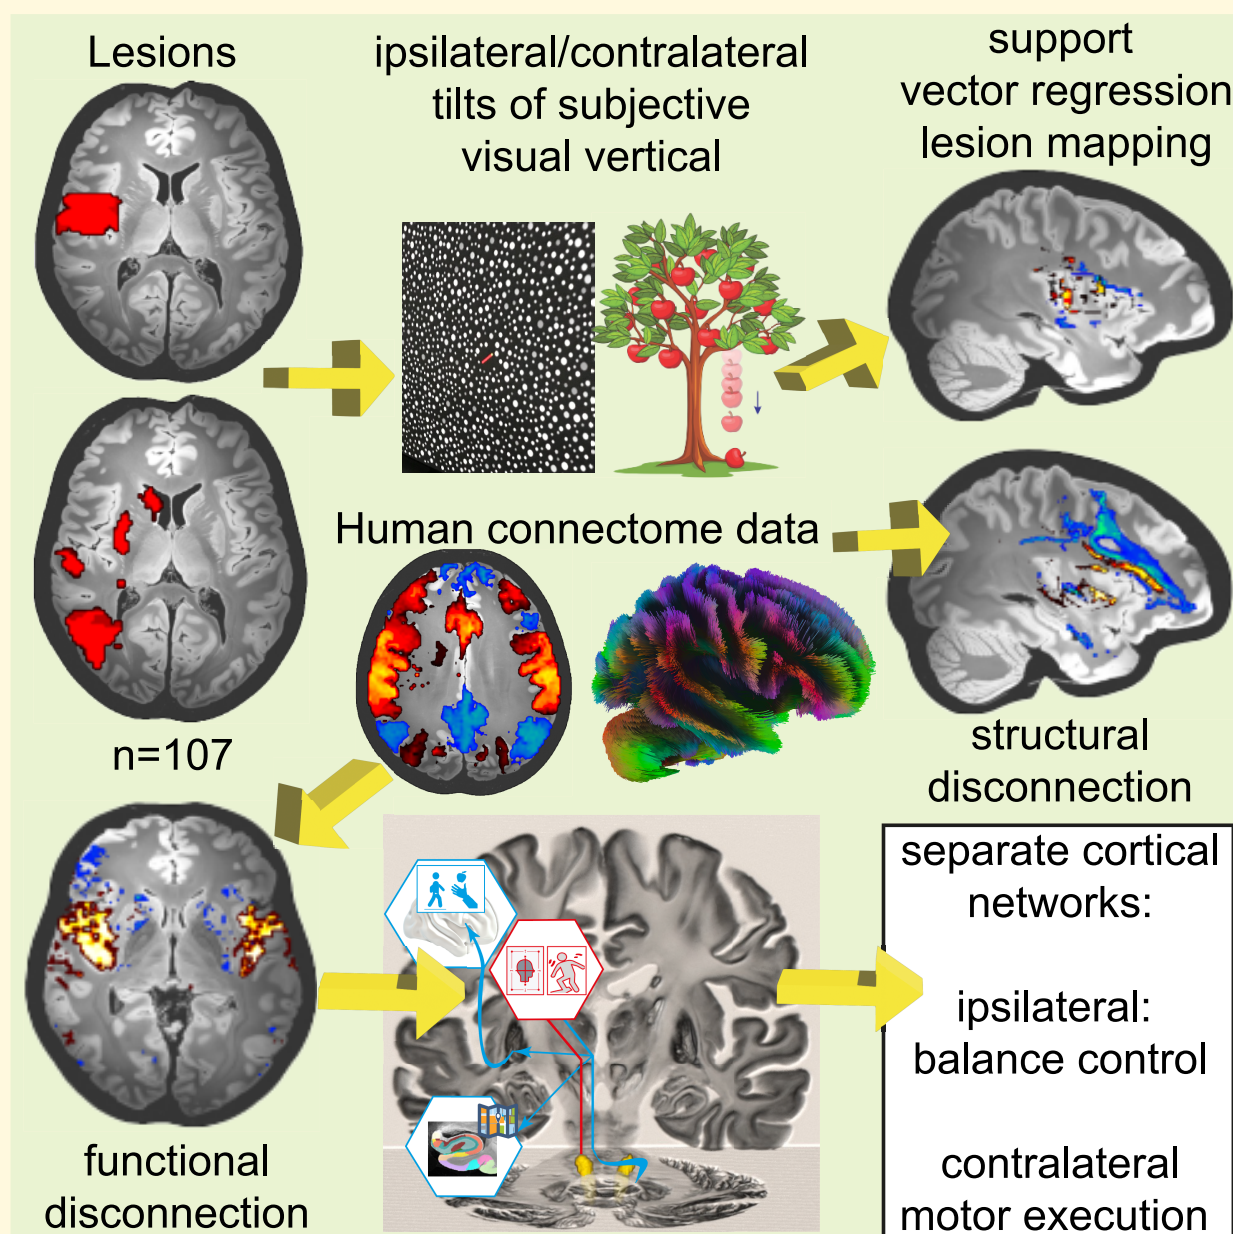 Lesions
ipsilateral/contralateral
tilts of subjective
visual vertical
support
vector regression
lesion mapping
Human connectome data
n=107
structural
disconnection
functional
disconnection
separate cortical
networks:
ipsilateral:
balance control
contralateral
motor execution